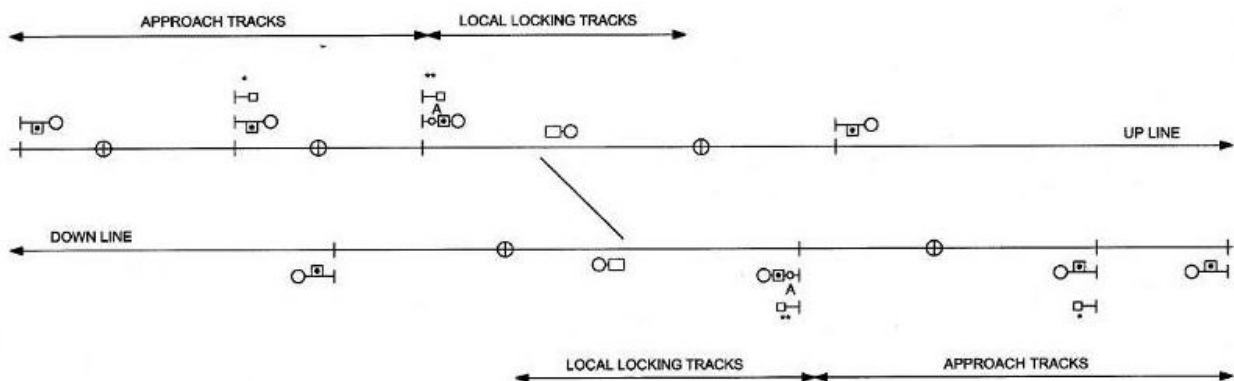 APPROACH TRACKS LOCAL LOCKING TRACKS
* **
A
UP LINE
DOWN LINE
A
** *
LOCAL LOCKING TRACKS APPROACH TRACKS